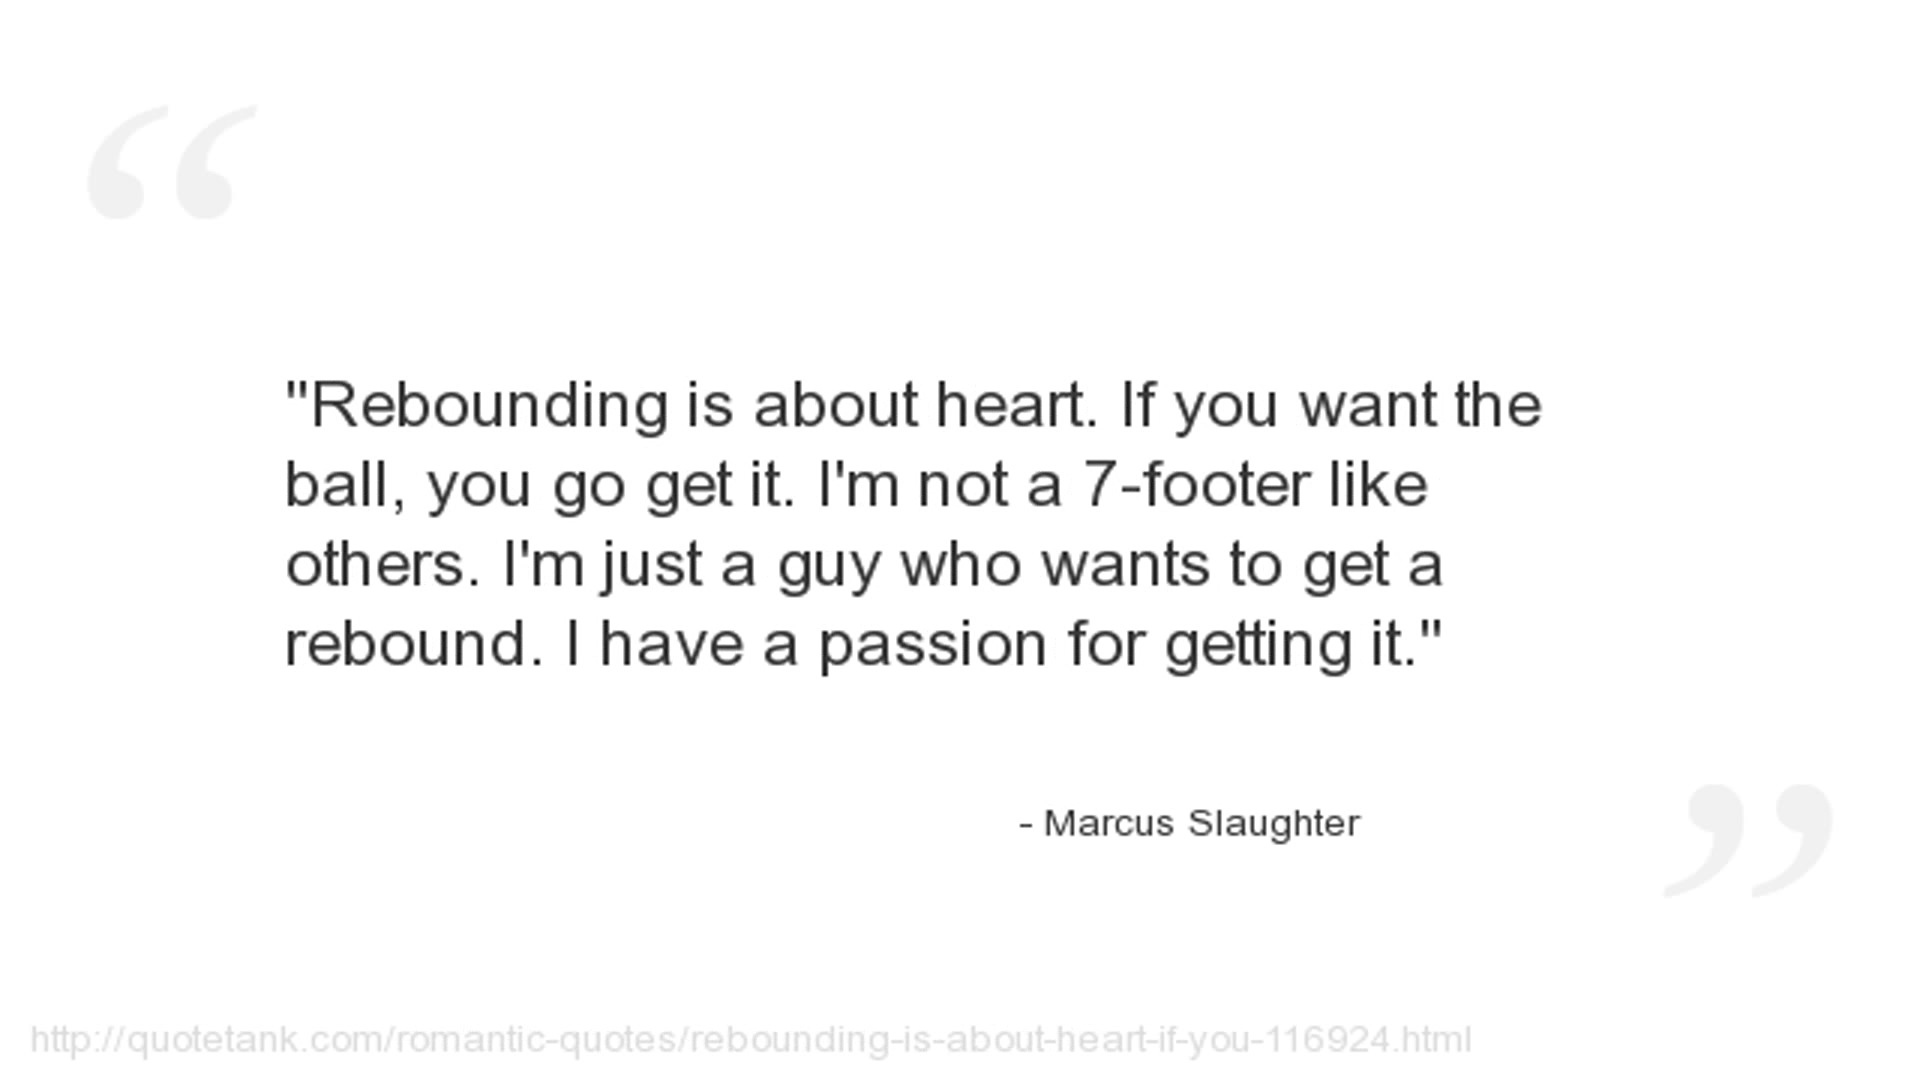 "Rebounding is about heart. If you want the
ball, you go get it. I'm not a 7-footer like
others. I'm just a guy who wants to get a
rebound. I have a passion for getting it."
- Marcus Slaughter
http://quotetank.com/romantic-quotes/rebounding-is-about-heart-if-you-116924.html